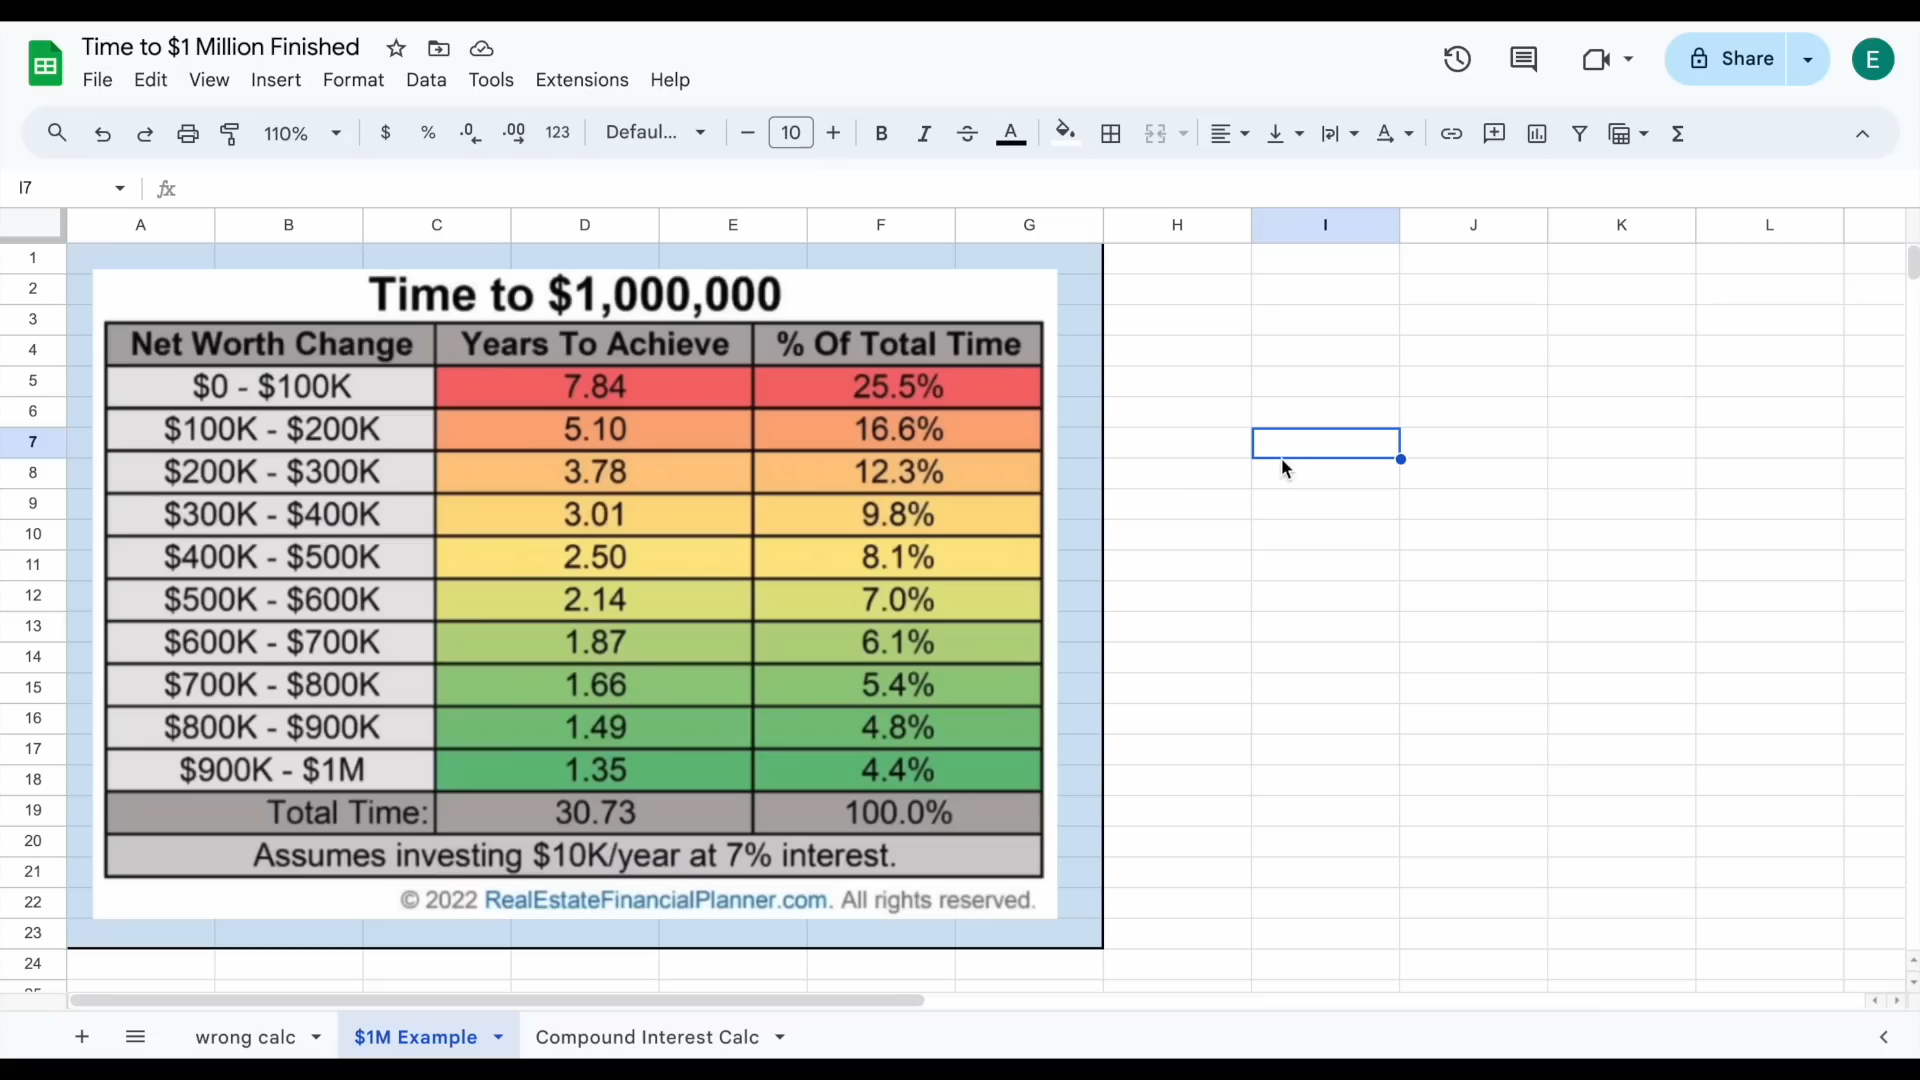 Time to $1 Million Finished
File Edit View Insert Format Data Tools Extensions Help
Share
E
110% $ % .0 .00 123 Defaul... 10 B I A
I7 fx
A B C D E F G H I J K L
1
2
3
4
5
6
7
8
9
10
11
12
13
14
15
16
17
18
19
20
21
22
23
24
Time to $1,000,000
Net Worth Change Years To Achieve % Of Total Time
$0 - $100K 7.84 25.5%
$100K - $200K 5.10 16.6%
$200K - $300K 3.78 12.3%
$300K - $400K 3.01 9.8%
$400K - $500K 2.50 8.1%
$500K - $600K 2.14 7.0%
$600K - $700K 1.87 6.1%
$700K - $800K 1.66 5.4%
$800K - $900K 1.49 4.8%
$900K - $1M 1.35 4.4%
Total Time: 30.73 100.0%
Assumes investing $10K/year at 7% interest.
© 2022 RealEstateFinancialPlanner.com. All rights reserved.
wrong calc $1M Example Compound Interest Calc